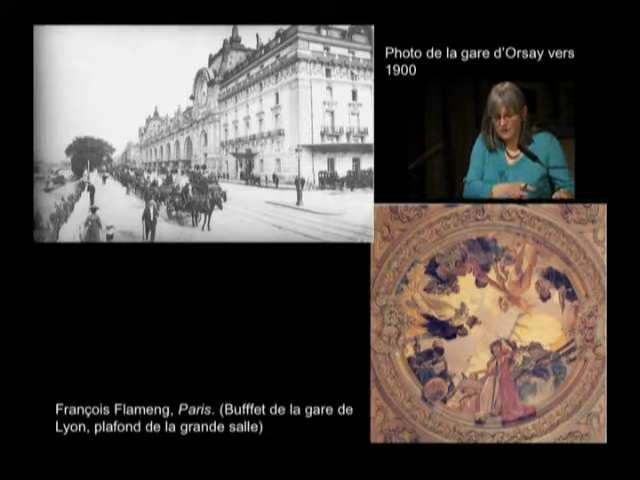 Photo de la gare d'Orsay vers
1900
François Flameng, Paris. (Bufffet de la gare de
Lyon, plafond de la grande salle)